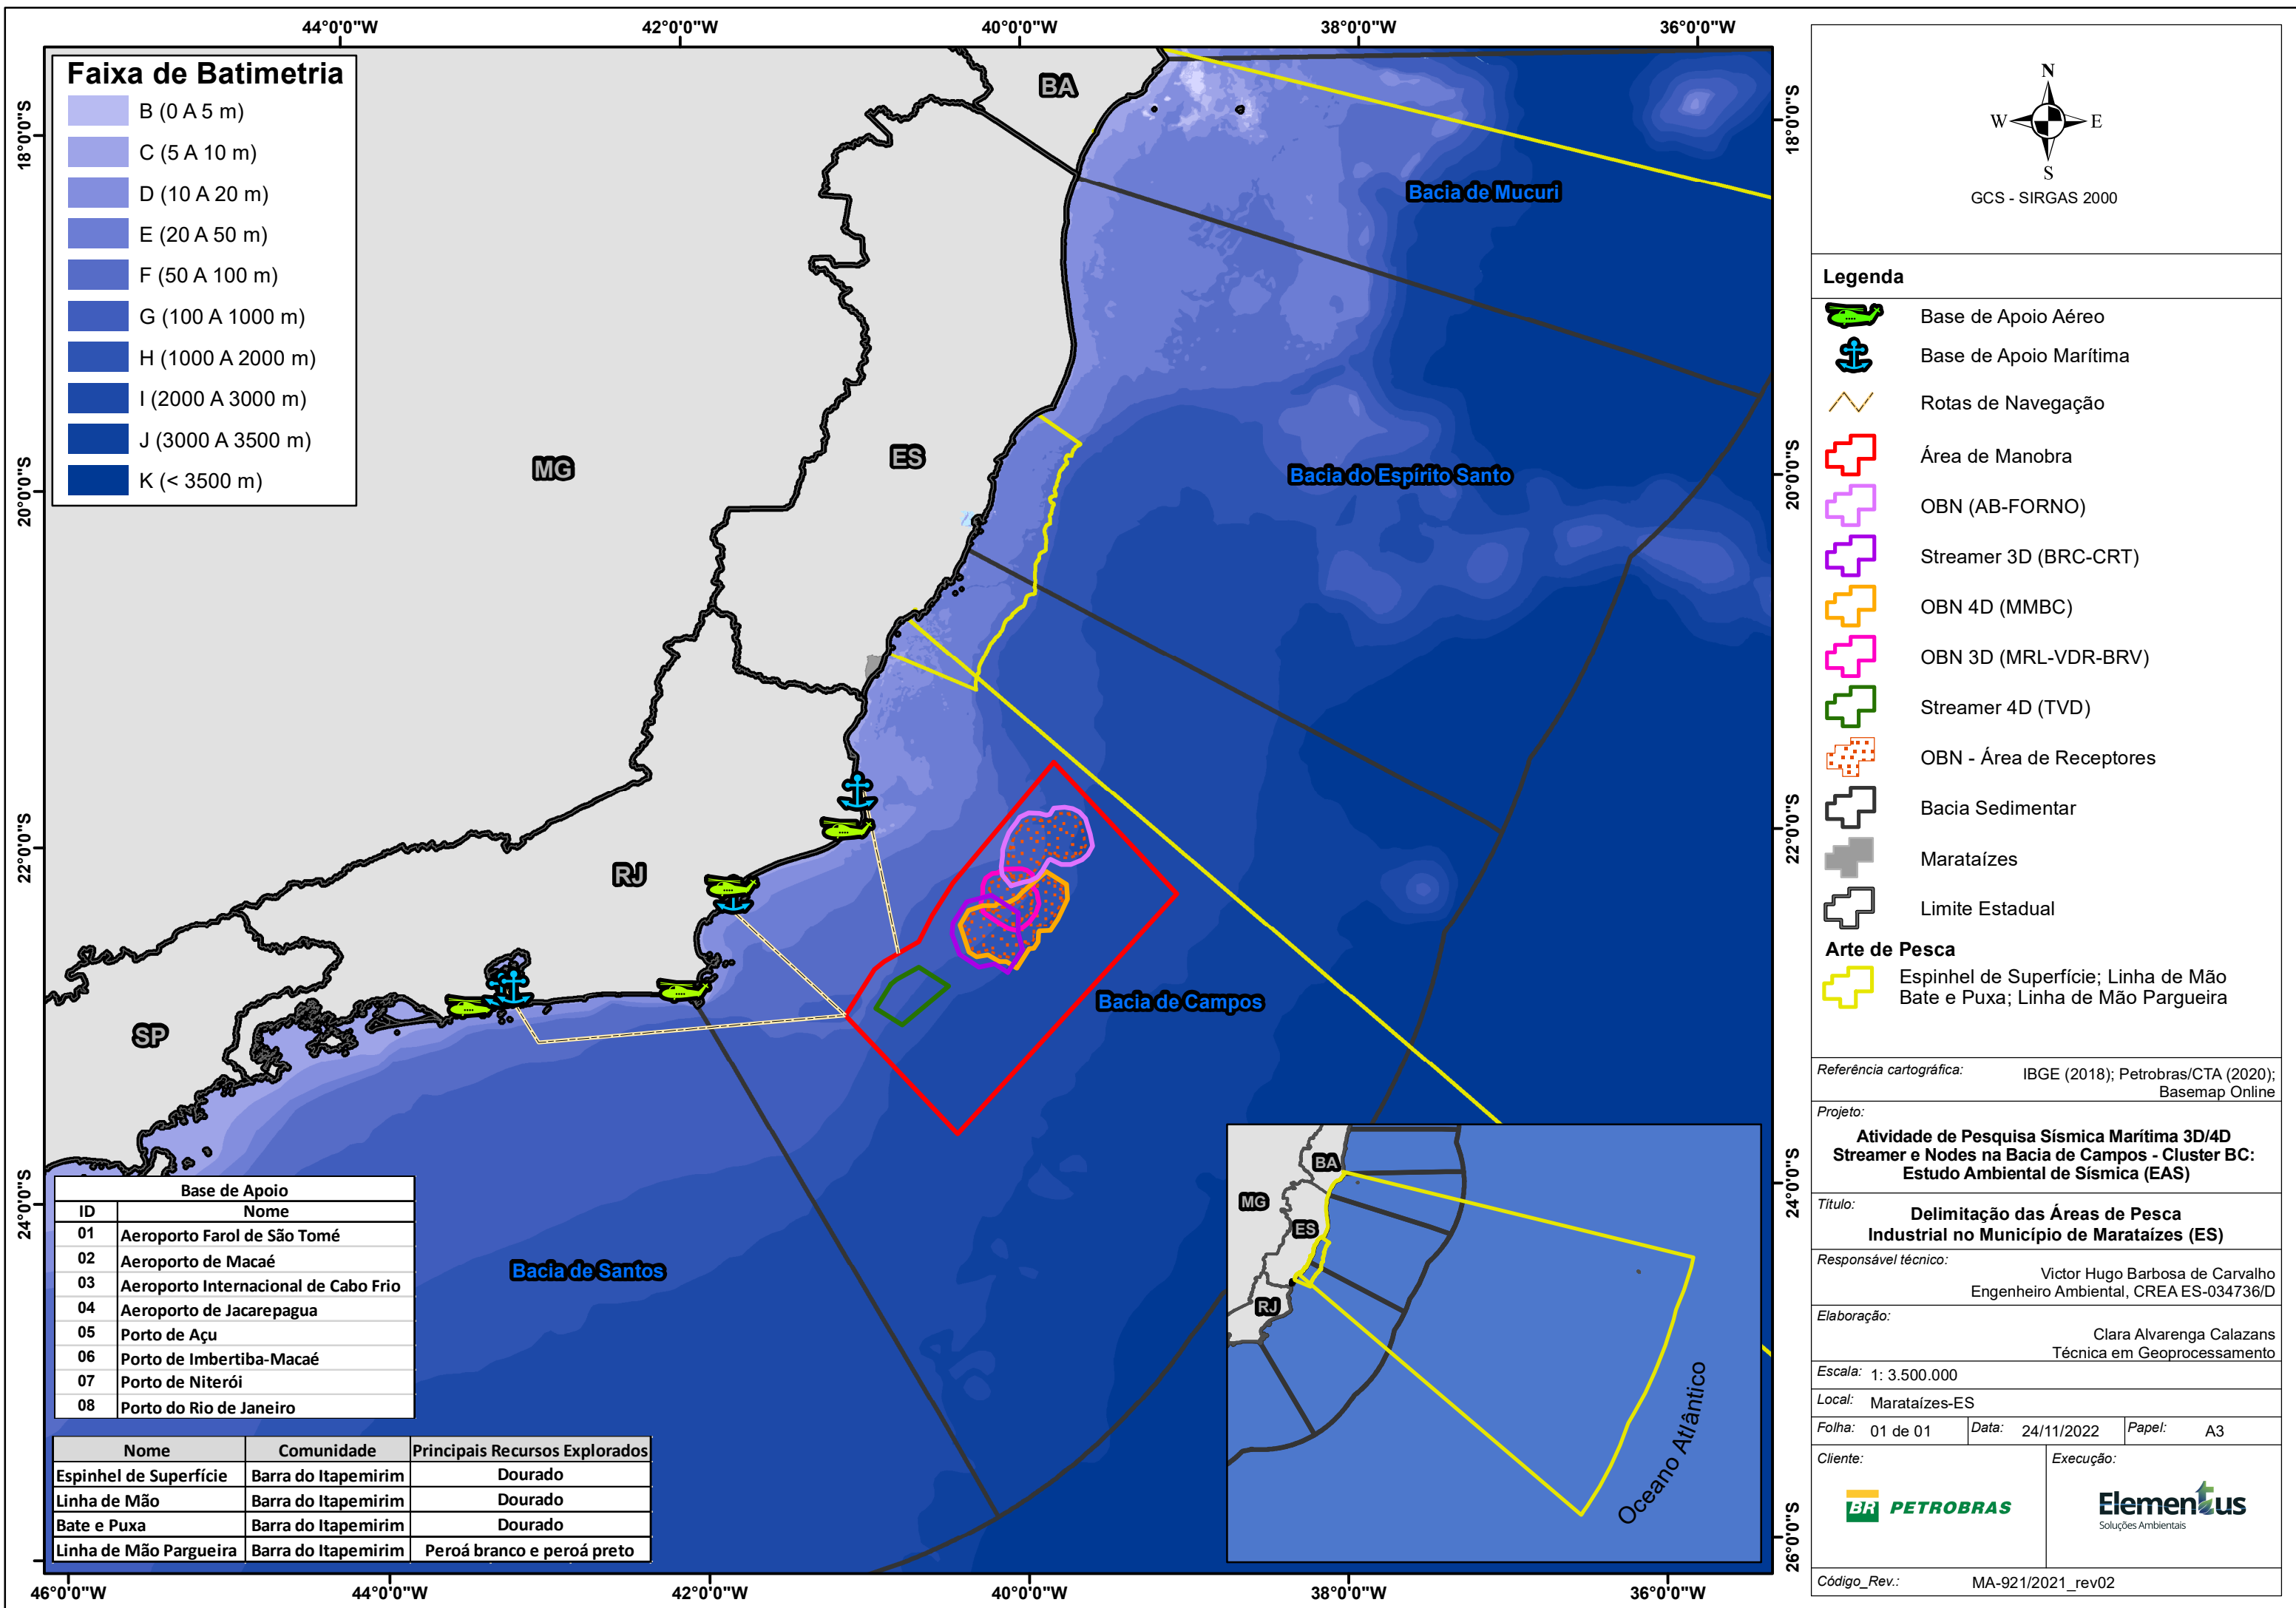 44°0'0"W 42°0'0"W 40°0'0"W 38°0'0"W 36°0'0"W
Faixa de Batimetria
B (0 A 5 m)
C (5 A 10 m)
D (10 A 20 m)
E (20 A 50 m)
F (50 A 100 m)
G (100 A 1000 m)
H (1000 A 2000 m)
I (2000 A 3000 m)
J (3000 A 3500 m)
K (< 3500 m)
18°0'0"S
20°0'0"S
22°0'0"S
24°0'0"S
BA
MG
ES
RJ
SP
Bacia de Mucuri
Bacia do Espírito Santo
Bacia de Campos
Bacia de Santos
18°0'0"S
20°0'0"S
22°0'0"S
24°0'0"S
26°0'0"S
Base de Apoio
ID Nome
01 Aeroporto Farol de São Tomé
02 Aeroporto de Macaé
03 Aeroporto Internacional de Cabo Frio
04 Aeroporto de Jacarepagua
05 Porto de Açu
06 Porto de Imbertiba-Macaé
07 Porto de Niterói
08 Porto do Rio de Janeiro
Nome Comunidade Principais Recursos Explorados
Espinhel de Superfície Barra do Itapemirim Dourado
Linha de Mão Barra do Itapemirim Dourado
Bate e Puxa Barra do Itapemirim Dourado
Linha de Mão Pargueira Barra do Itapemirim Peroá branco e peroá preto
BA
MG
ES
RJ
Oceano Atlântico
46°0'0"W 44°0'0"W 42°0'0"W 40°0'0"W 38°0'0"W 36°0'0"W
N
W E
S
GCS - SIRGAS 2000
Legenda
Base de Apoio Aéreo
Base de Apoio Marítima
Rotas de Navegação
Área de Manobra
OBN (AB-FORNO)
Streamer 3D (BRC-CRT)
OBN 4D (MMBC)
OBN 3D (MRL-VDR-BRV)
Streamer 4D (TVD)
OBN - Área de Receptores
Bacia Sedimentar
Marataízes
Limite Estadual
Arte de Pesca
Espinhel de Superfície; Linha de Mão
Bate e Puxa; Linha de Mão Pargueira
Referência cartográfica: IBGE (2018); Petrobras/CTA (2020);
Basemap Online
Projeto:
Atividade de Pesquisa Sísmica Marítima 3D/4D
Streamer e Nodes na Bacia de Campos - Cluster BC:
Estudo Ambiental de Sísmica (EAS)
Título:
Delimitação das Áreas de Pesca
Industrial no Município de Marataízes (ES)
Responsável técnico:
Victor Hugo Barbosa de Carvalho
Engenheiro Ambiental, CREA ES-034736/D
Elaboração:
Clara Alvarenga Calazans
Técnica em Geoprocessamento
Escala: 1: 3.500.000
Local: Marataízes-ES
Folha: 01 de 01 Data: 24/11/2022 Papel: A3
Cliente: Execução:
BR PETROBRAS
Elementus
Soluções Ambientais
Código_Rev.: MA-921/2021_rev02